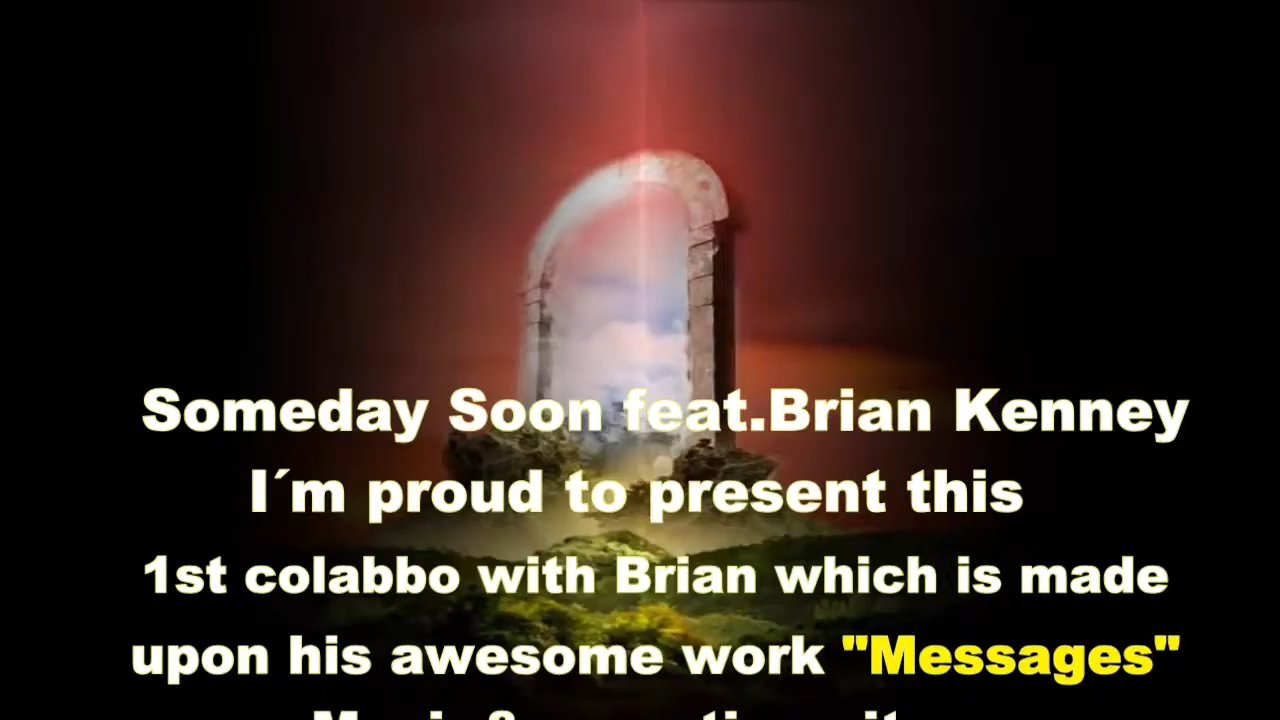 Someday Soon feat.Brian Kenney
I´m proud to present this
1st colabbo with Brian which is made
upon his awesome work "Messages"